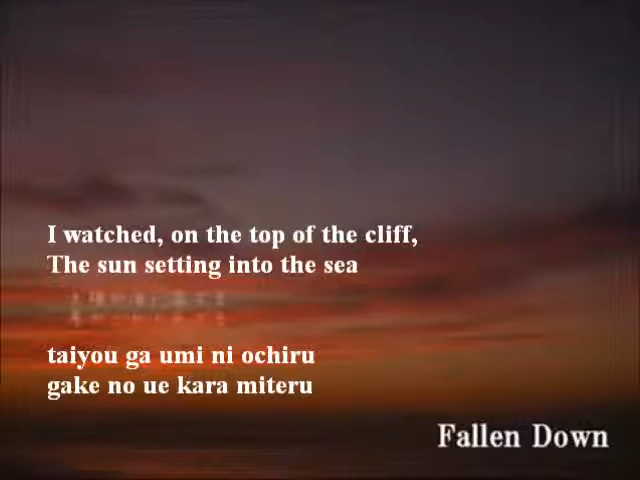 I watched, on the top of the cliff,
The sun setting into the sea
taiyou ga umi ni ochiru
gake no ue kara miteru
Fallen Down